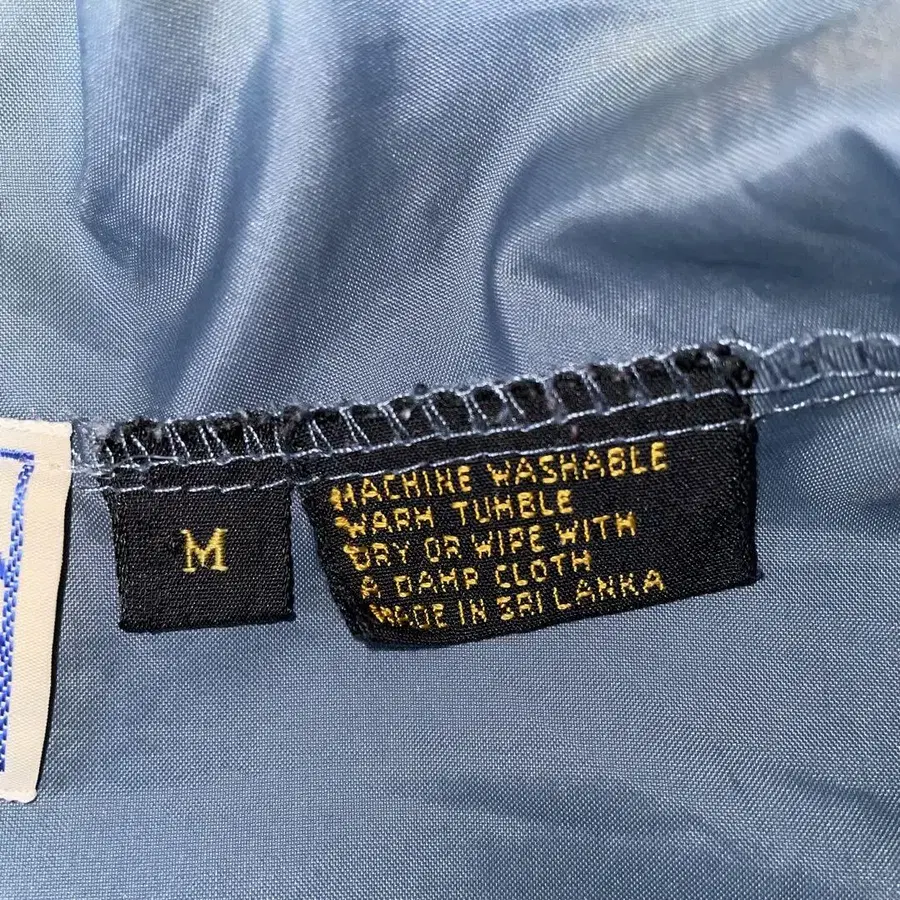 M
MACHINE WASHABLE
WARM TUMBLE
DRY OR WIPE WITH
A DAMP CLOTH
MADE IN SRI LANKA